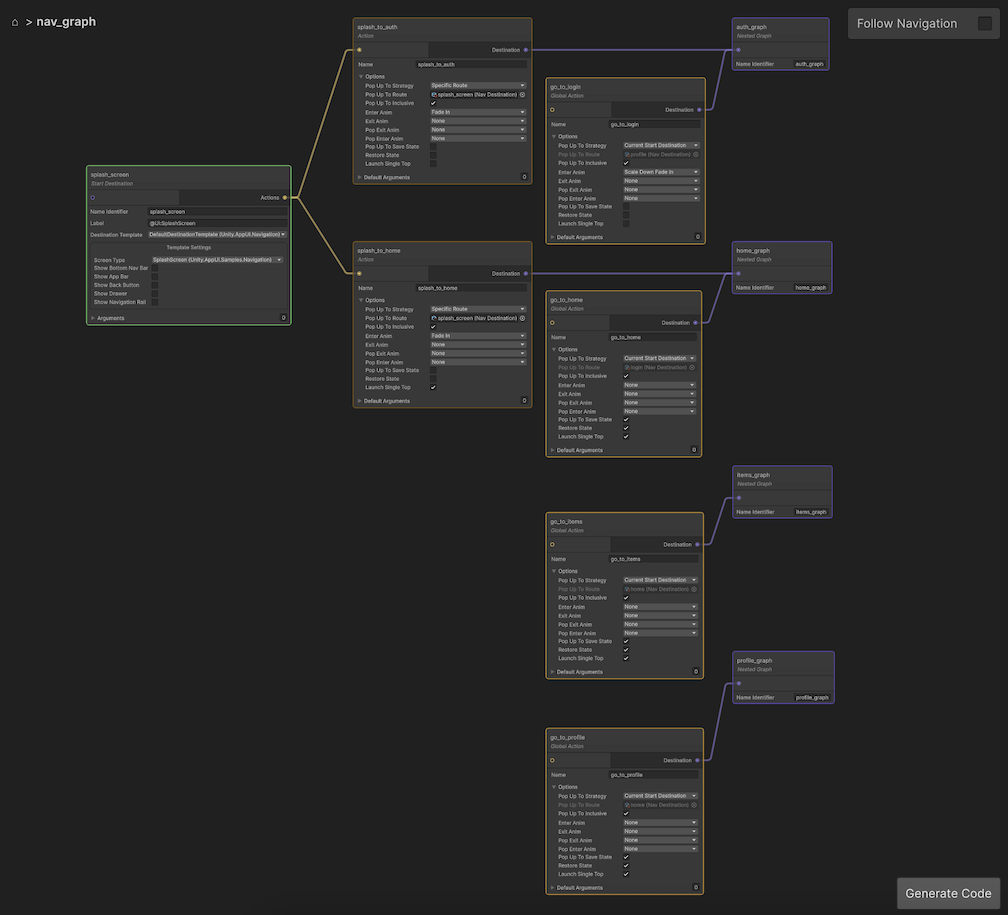 ⌂ > nav_graph
Follow Navigation
splash_screen
Start Destination
Actions
Name Identifier splash_screen
Label @UI:SplashScreen
Destination Template DefaultDestinationTemplate (Unity.AppUI.Navigation)
Template Settings
Screen Type SplashScreen (Unity.AppUI.Samples.Navigation)
Show Bottom Nav Bar
Show App Bar
Show Back Button
Show Drawer
Show Navigation Rail
Arguments 0
splash_to_auth
Action
Destination
Name splash_to_auth
Options
Pop Up To Strategy Specific Route
Pop Up To Route splash_screen (Nav Destination)
Pop Up To Inclusive
Enter Anim Fade In
Exit Anim None
Pop Exit Anim None
Pop Enter Anim None
Pop Up To Save State
Restore State
Launch Single Top
Default Arguments 0
splash_to_home
Action
Destination
Name splash_to_home
Options
Pop Up To Strategy Specific Route
Pop Up To Route splash_screen (Nav Destination)
Pop Up To Inclusive
Enter Anim Fade In
Exit Anim None
Pop Exit Anim None
Pop Enter Anim None
Pop Up To Save State
Restore State
Launch Single Top
Default Arguments 0
go_to_login
Global Action
Destination
Name go_to_login
Options
Pop Up To Strategy Current Start Destination
Pop Up To Route profile (Nav Destination)
Pop Up To Inclusive
Enter Anim Scale Down Fade In
Exit Anim None
Pop Exit Anim None
Pop Enter Anim None
Pop Up To Save State
Restore State
Launch Single Top
Default Arguments 0
go_to_home
Global Action
Destination
Name go_to_home
Options
Pop Up To Strategy Current Start Destination
Pop Up To Route login (Nav Destination)
Pop Up To Inclusive
Enter Anim None
Exit Anim None
Pop Exit Anim None
Pop Enter Anim None
Pop Up To Save State
Restore State
Launch Single Top
Default Arguments 0
go_to_items
Global Action
Destination
Name go_to_items
Options
Pop Up To Strategy Current Start Destination
Pop Up To Route home (Nav Destination)
Pop Up To Inclusive
Enter Anim None
Exit Anim None
Pop Exit Anim None
Pop Enter Anim None
Pop Up To Save State
Restore State
Launch Single Top
Default Arguments 0
go_to_profile
Global Action
Destination
Name go_to_profile
Options
Pop Up To Strategy Current Start Destination
Pop Up To Route home (Nav Destination)
Pop Up To Inclusive
Enter Anim None
Exit Anim None
Pop Exit Anim None
Pop Enter Anim None
Pop Up To Save State
Restore State
Launch Single Top
Default Arguments 0
auth_graph
Nested Graph
Name Identifier auth_graph
home_graph
Nested Graph
Name Identifier home_graph
items_graph
Nested Graph
Name Identifier items_graph
profile_graph
Nested Graph
Name Identifier profile_graph
Generate Code